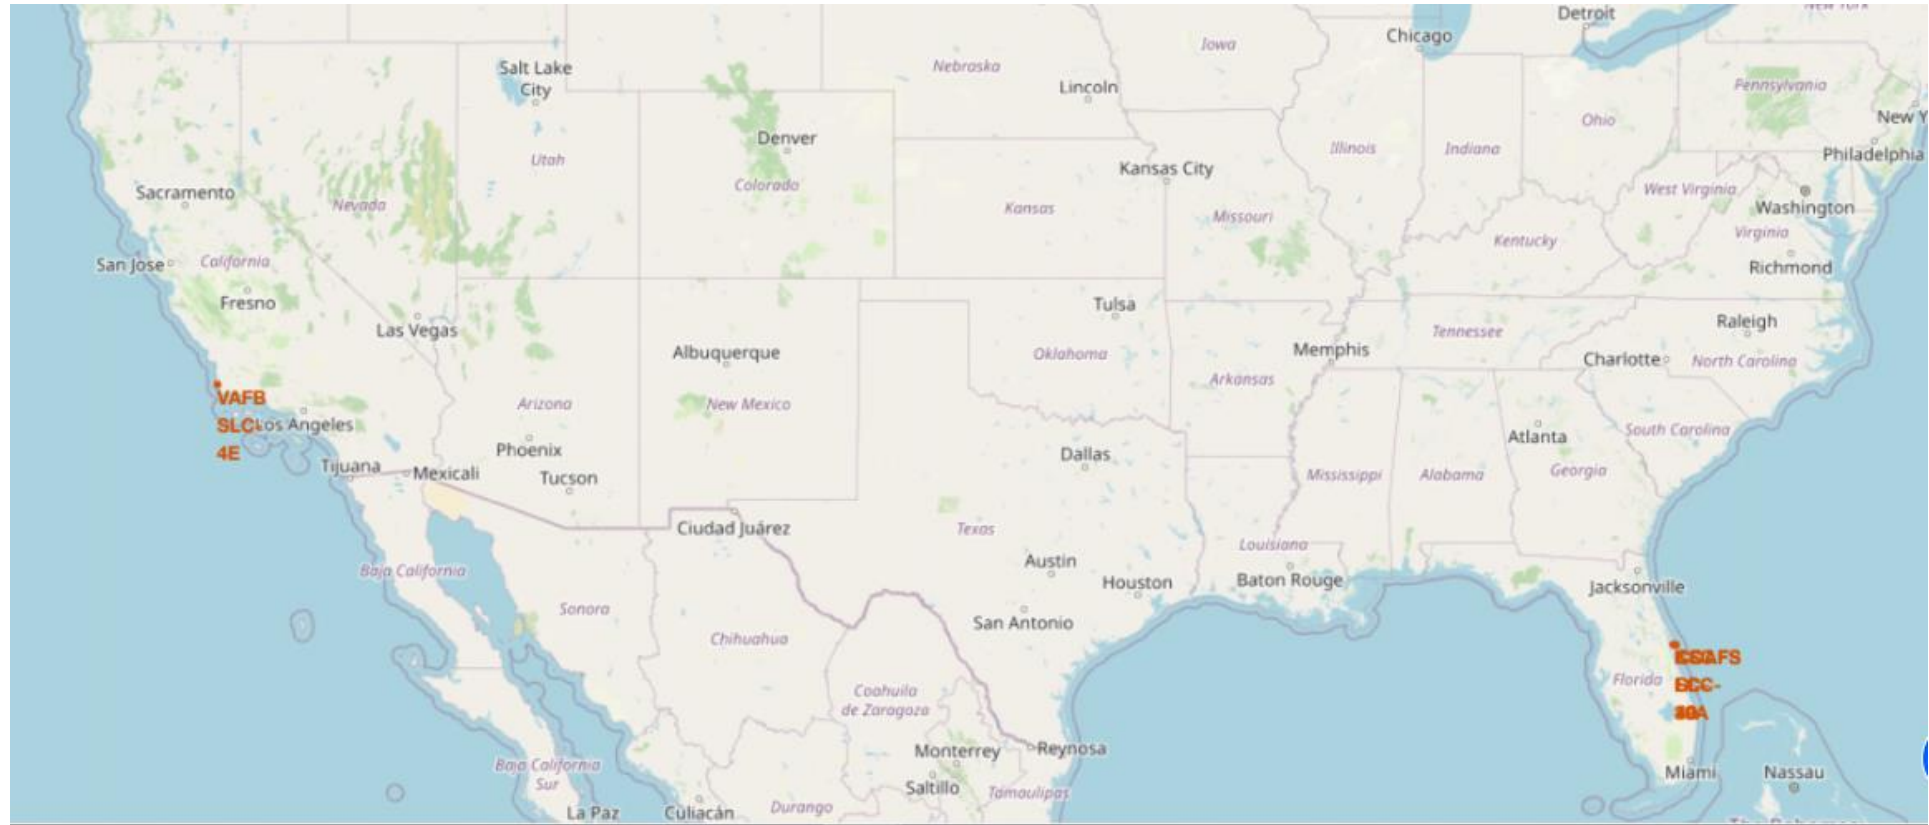 Detroit
New York
Chicago
Iowa
Salt Lake
City
Nebraska
Lincoln
Pennsylvania
Denver
Ohio
New Y
Utah
Illinois
Indiana
Philadelphia
Kansas City
Colorado
Sacramento
Nevada
Kansas
Missouri
West Virginia
Washington
Kentucky
Virginia
San Jose
California
Richmond
Fresno
Las Vegas
Tulsa
Raleigh
Tennessee
Albuquerque
Oklahoma
Memphis
Charlotte
North Carolina
Arkansas
VAFB
SLC-
4E
Los Angeles
Arizona
New Mexico
Phoenix
Dallas
Atlanta
South Carolina
Tijuana
Mexicali
Tucson
Mississippi
Alabama
Georgia
Ciudad Juárez
Texas
Louisiana
Baja California
Austin
Houston
Baton Rouge
Jacksonville
Sonora
San Antonio
Chihuahua
Florida
Coahuila
de Zaragoza
Monterrey
Reynosa
Baja California
Sur
Saltillo
Tamaulipas
Miami
Nassau
La Paz
Culiacán
Durango
The Bahamas